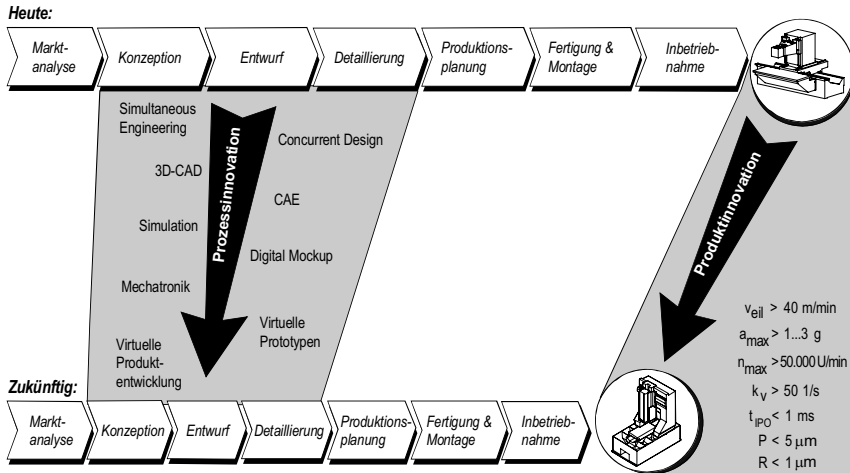 Heute:
Markt-
analyse
Konzeption
Entwurf
Detaillierung
Produktions-
planung
Fertigung &
Montage
Inbetrieb-
nahme
Simultaneous
Engineering
Concurrent Design
3D-CAD
CAE
Simulation
Digital Mockup
Mechatronik
Virtuelle
Prototypen
Virtuelle
Produkt-
entwicklung
Prozessinnovation
Produktinnovation
v_eil > 40 m/min
a_max > 1...3 g
n_max >50.000 U/min
k_v > 50 1/s
t_IPO < 1 ms
P < 5 µm
R < 1 µm
Zukünftig:
Markt-
analyse
Konzeption
Entwurf
Detaillierung
Produktions-
planung
Fertigung &
Montage
Inbetrieb-
nahme